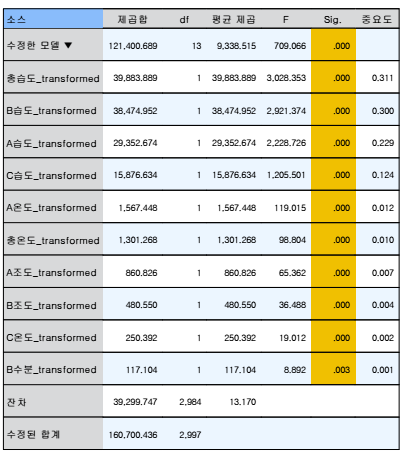 소스 제곱합 df 평균 제곱 F Sig. 중요도
수정한 모델 ▼ 121,400.689 13 9,338.515 709.066 .000
총습도_transformed 39,883.889 1 39,883.889 3,028.353 .000 0.311
B습도_transformed 38,474.952 1 38,474.952 2,921.374 .000 0.300
A습도_transformed 29,352.674 1 29,352.674 2,228.726 .000 0.229
C습도_transformed 15,876.634 1 15,876.634 1,205.501 .000 0.124
A온도_transformed 1,567.448 1 1,567.448 119.015 .000 0.012
총온도_transformed 1,301.268 1 1,301.268 98.804 .000 0.010
A조도_transformed 860.826 1 860.826 65.362 .000 0.007
B조도_transformed 480.550 1 480.550 36.488 .000 0.004
C온도_transformed 250.392 1 250.392 19.012 .000 0.002
B수분_transformed 117.104 1 117.104 8.892 .003 0.001
잔차 39,299.747 2,984 13.170
수정된 합계 160,700.436 2,997